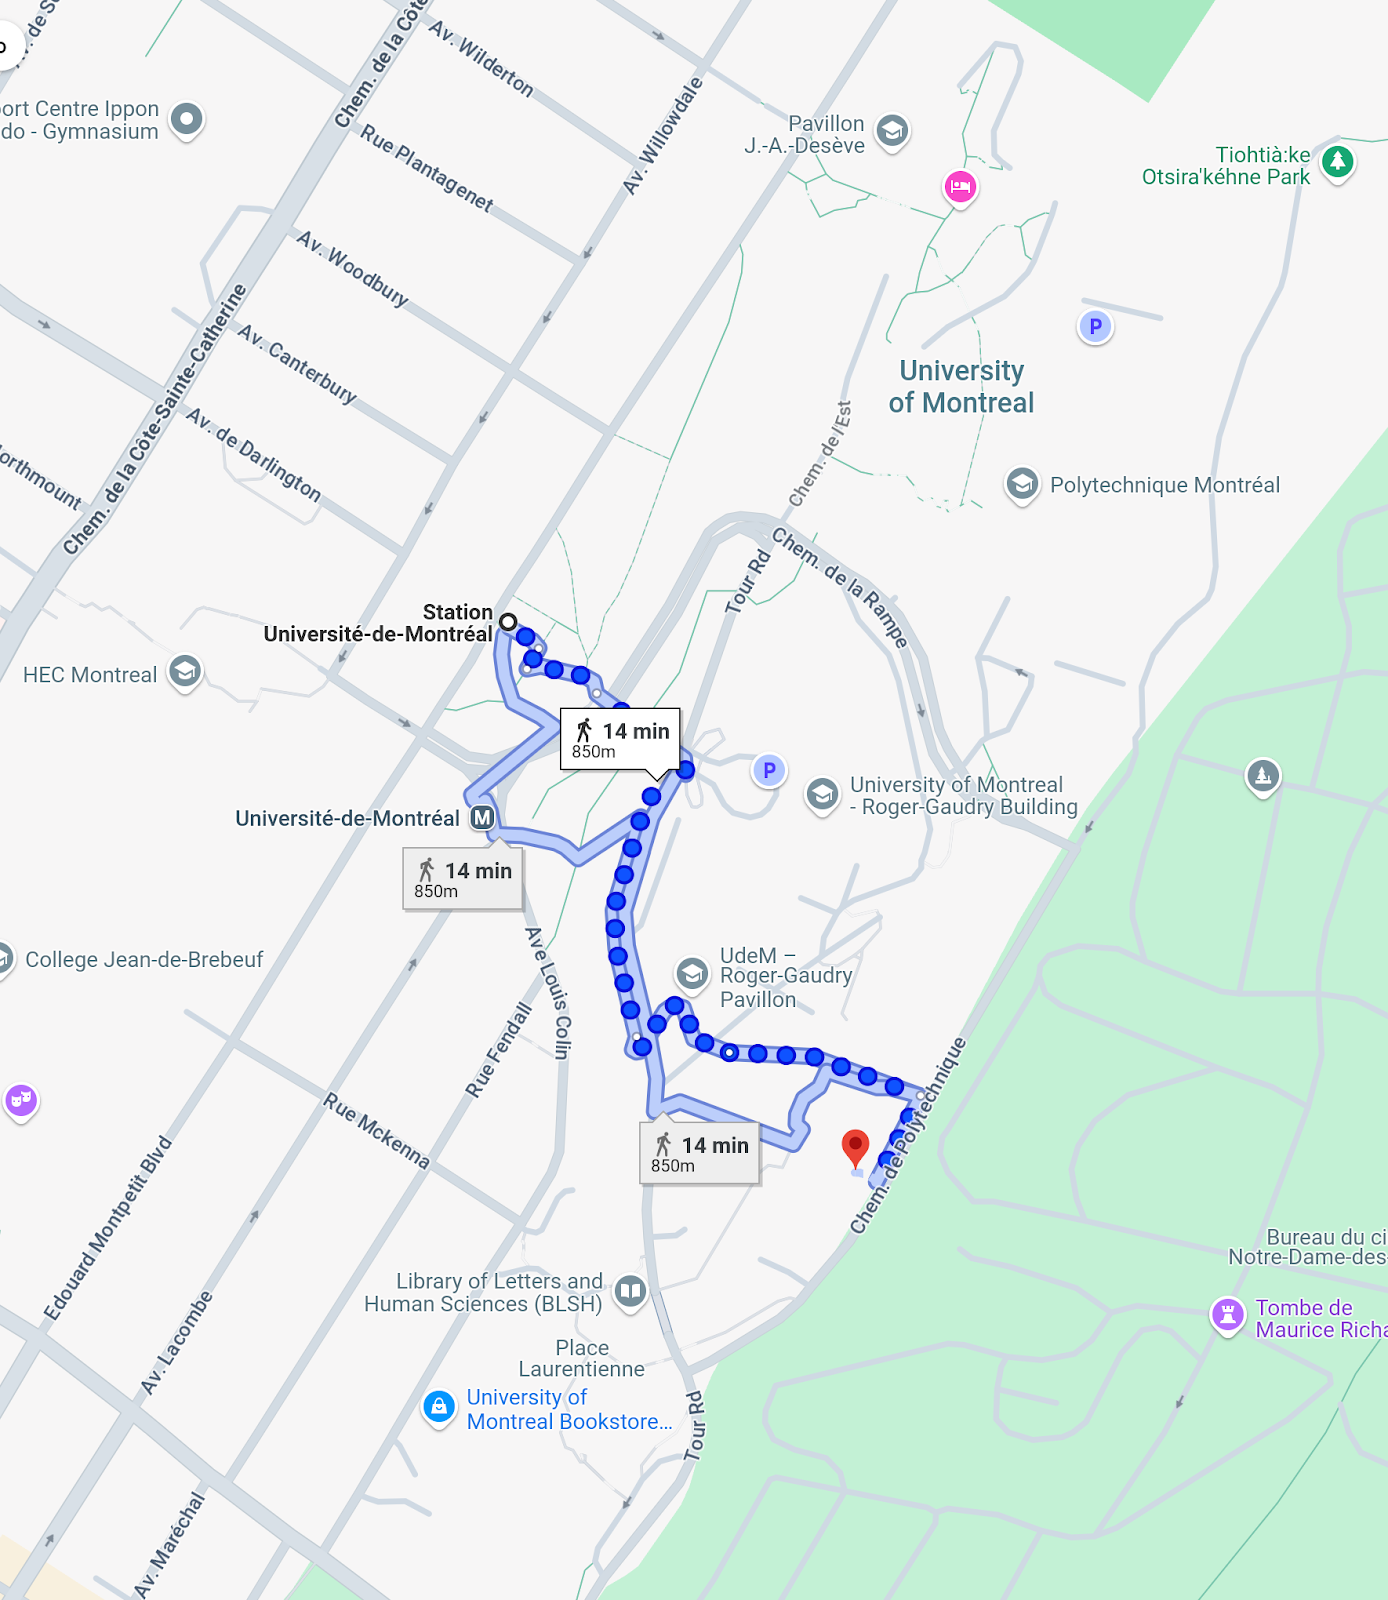 Av. Wilderton
Chem. de la Côte
Av. Willowdale
Pavillon
J.-A.-Desève
ort Centre Ippon
do - Gymnasium
Rue Plantagenet
Tiohtià:ke
Otsira'kéhne Park
Av. Woodbury
P
Chem. de la Côte-Sainte-Catherine
Av. Canterbury
University
of Montreal
Av. de Darlington
Chem. de l'Est
orthmount
Polytechnique Montréal
Chem. de la Rampe
Tour Rd
Station
Université-de-Montréal
HEC Montreal
14 min
850m
P
University of Montreal
- Roger-Gaudry Building
Université-de-Montréal
M
14 min
850m
Ave Louis Colin
College Jean-de-Brebeuf
UdeM –
Roger-Gaudry
Pavillon
Rue Fendall
Chem. de Polytechnique
Rue Mckenna
14 min
850m
Edouard Montpetit Blvd
Bureau du ci
Notre-Dame-des-
Library of Letters and
Human Sciences (BLSH)
Tombe de
Maurice Richa
Av. Lacombe
Place
Laurentienne
University of
Montreal Bookstore...
Tour Rd
Av. Maréchal